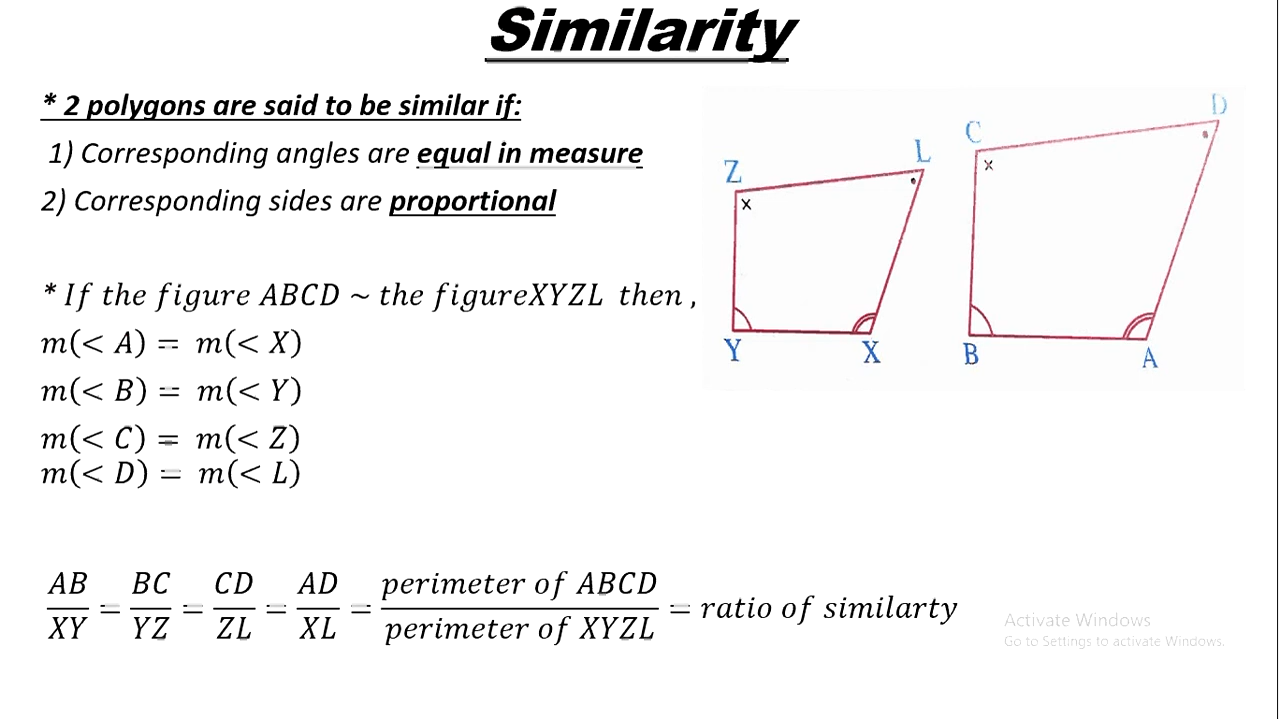 Similarity
* 2 polygons are said to be similar if:
1) Corresponding angles are equal in measure
2) Corresponding sides are proportional
* If the figure ABCD ~ the figureXYZL then ,
m(< A) = m(< X)
m(< B) = m(< Y)
m(< C) = m(< Z)
m(< D) = m(< L)
AB/XY = BC/YZ = CD/ZL = AD/XL = perimeter of ABCD/perimeter of XYZL = ratio of similarty
Z L
x
Y X
C D
x
B A
Activate Windows
Go to Settings to activate Windows.